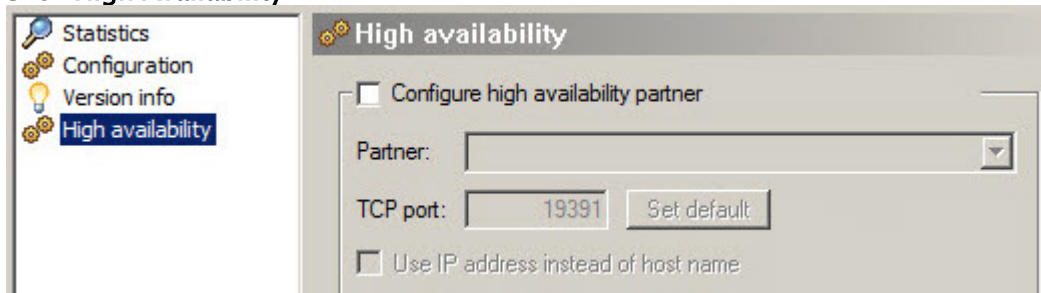 Statistics
Configuration
Version info
High availability
High availability
Configure high availability partner
Partner:
TCP port: 19391 Set default
Use IP address instead of host name